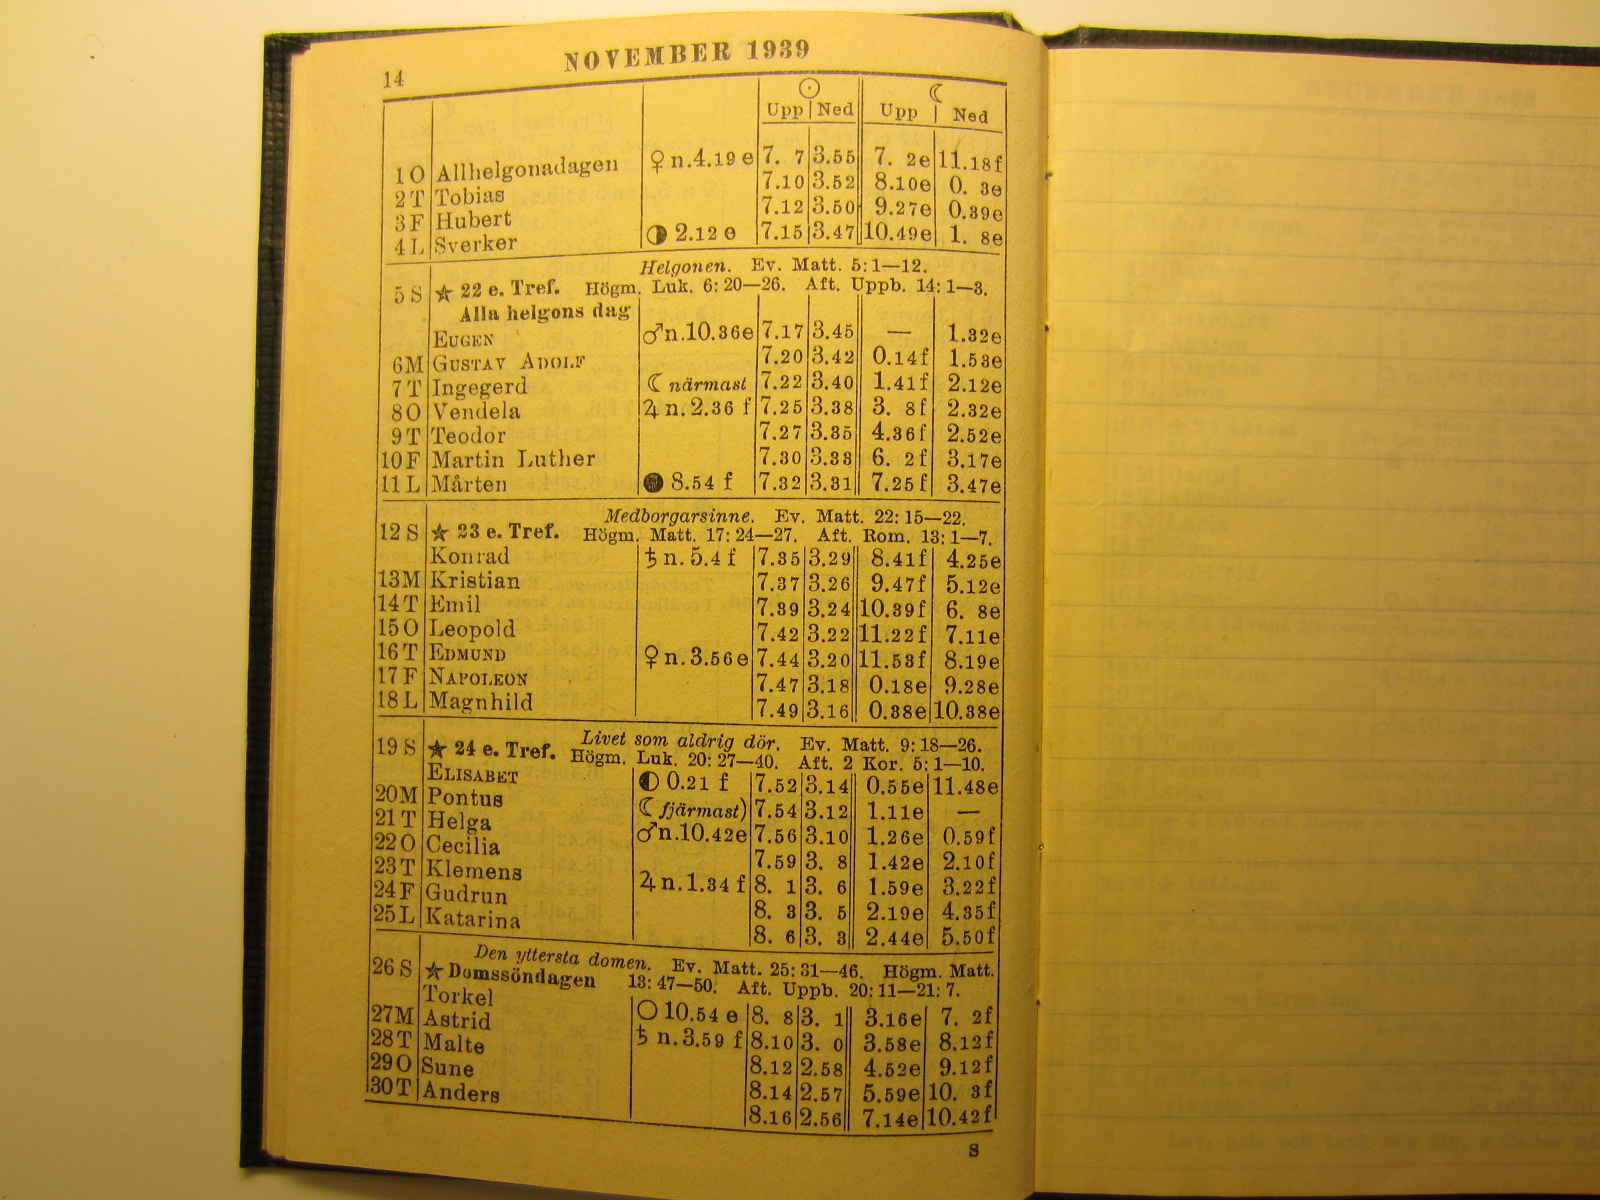 14 NOVEMBER 1939
☉ ☾
Upp Ned Upp Ned
1 O Allhelgonadagen ♀ n. 4.19 e 7. 7 3.55 7. 2e 11.18f
2 T Tobias 7.10 3.52 8.10e 0. 3e
3 F Hubert 7.12 3.50 9.27e 0.39e
4 L Sverker ◑ 2.12 e 7.15 3.47 10.49e 1. 8e
Helgonen. Ev. Matt. 5: 1—12.
5 S ★ 22 e. Tref. Högm. Luk. 6: 20—26. Aft. Uppb. 14: 1—3.
Alla helgons dag
EUGEN ♂ n. 10.36e 7.17 3.45 — 1.32e
6 M GUSTAV ADOLF 7.20 3.42 0.14f 1.53e
7 T Ingegerd ☾ närmast 7.22 3.40 1.41f 2.12e
8 O Vendela ♃ n. 2.36 f 7.25 3.38 3. 8f 2.32e
9 T Teodor 7.27 3.35 4.36f 2.52e
10 F Martin Luther 7.30 3.33 6. 2f 3.17e
11 L Mårten ● 8.54 f 7.32 3.31 7.25f 3.47e
Medborgarsinne. Ev. Matt. 22: 15—22.
12 S ★ 23 e. Tref. Högm. Matt. 17: 24—27. Aft. Rom. 13: 1—7.
Konrad ♄ n. 5.4 f 7.35 3.29 8.41f 4.25e
13 M Kristian 7.37 3.26 9.47f 5.12e
14 T Emil 7.39 3.24 10.39f 6. 8e
15 O Leopold 7.42 3.22 11.22f 7.11e
16 T EDMUND ♀ n. 3.56e 7.44 3.20 11.53f 8.19e
17 F NAPOLEON 7.47 3.18 0.18e 9.28e
18 L Magnhild 7.49 3.16 0.38e 10.38e
Livet som aldrig dör. Ev. Matt. 9: 18—26.
19 S ★ 24 e. Tref. Högm. Luk. 20: 27—40. Aft. 2 Kor. 5: 1—10.
ELISABET ◐ 0.21 f 7.52 3.14 0.55e 11.48e
20 M Pontus ☾ fjärmast) 7.54 3.12 1.11e —
21 T Helga ♂ n. 10.42e 7.56 3.10 1.26e 0.59f
22 O Cecilia 7.59 3. 8 1.42e 2.10f
23 T Klemens ♃ n. 1.34 f 8. 1 3. 6 1.59e 3.22f
24 F Gudrun 8. 3 3. 5 2.19e 4.35f
25 L Katarina 8. 6 3. 3 2.44e 5.50f
Den yttersta domen. Ev. Matt. 25: 31—46. Högm. Matt.
26 S ★ Domssöndagen 13: 47—50. Aft. Uppb. 20: 11—21: 7.
Torkel ○ 10.54 e 8. 8 3. 1 3.16e 7. 2f
27 M Astrid ♄ n. 3.59 f 8.10 3. 0 3.58e 8.12f
28 T Malte 8.12 2.58 4.52e 9.12f
29 O Sune 8.14 2.57 5.59e 10. 3f
30 T Anders 8.16 2.56 7.14e 10.42f
S